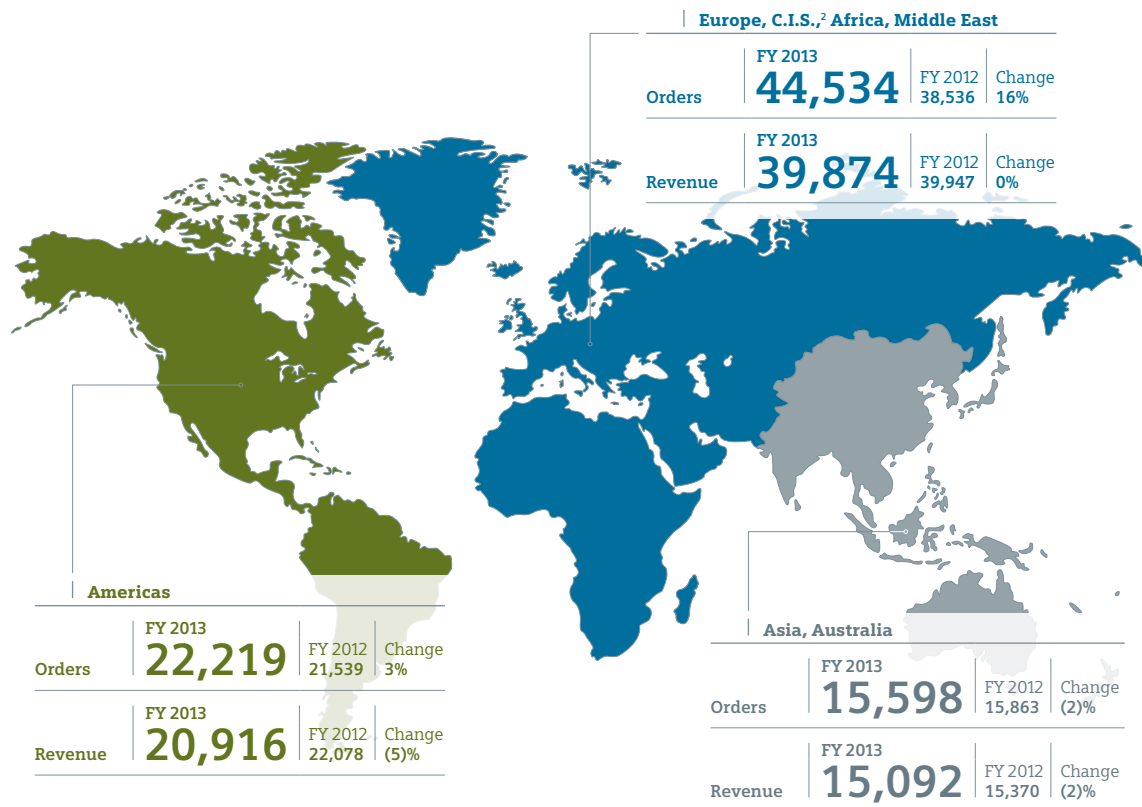 Europe, C.I.S.,² Africa, Middle East
Orders
FY 2013
44,534
FY 2012
38,536
Change
16%
Revenue
FY 2013
39,874
FY 2012
39,947
Change
0%
Americas
Orders
FY 2013
22,219
FY 2012
21,539
Change
3%
Revenue
FY 2013
20,916
FY 2012
22,078
Change
(5)%
Asia, Australia
Orders
FY 2013
15,598
FY 2012
15,863
Change
(2)%
Revenue
FY 2013
15,092
FY 2012
15,370
Change
(2)%